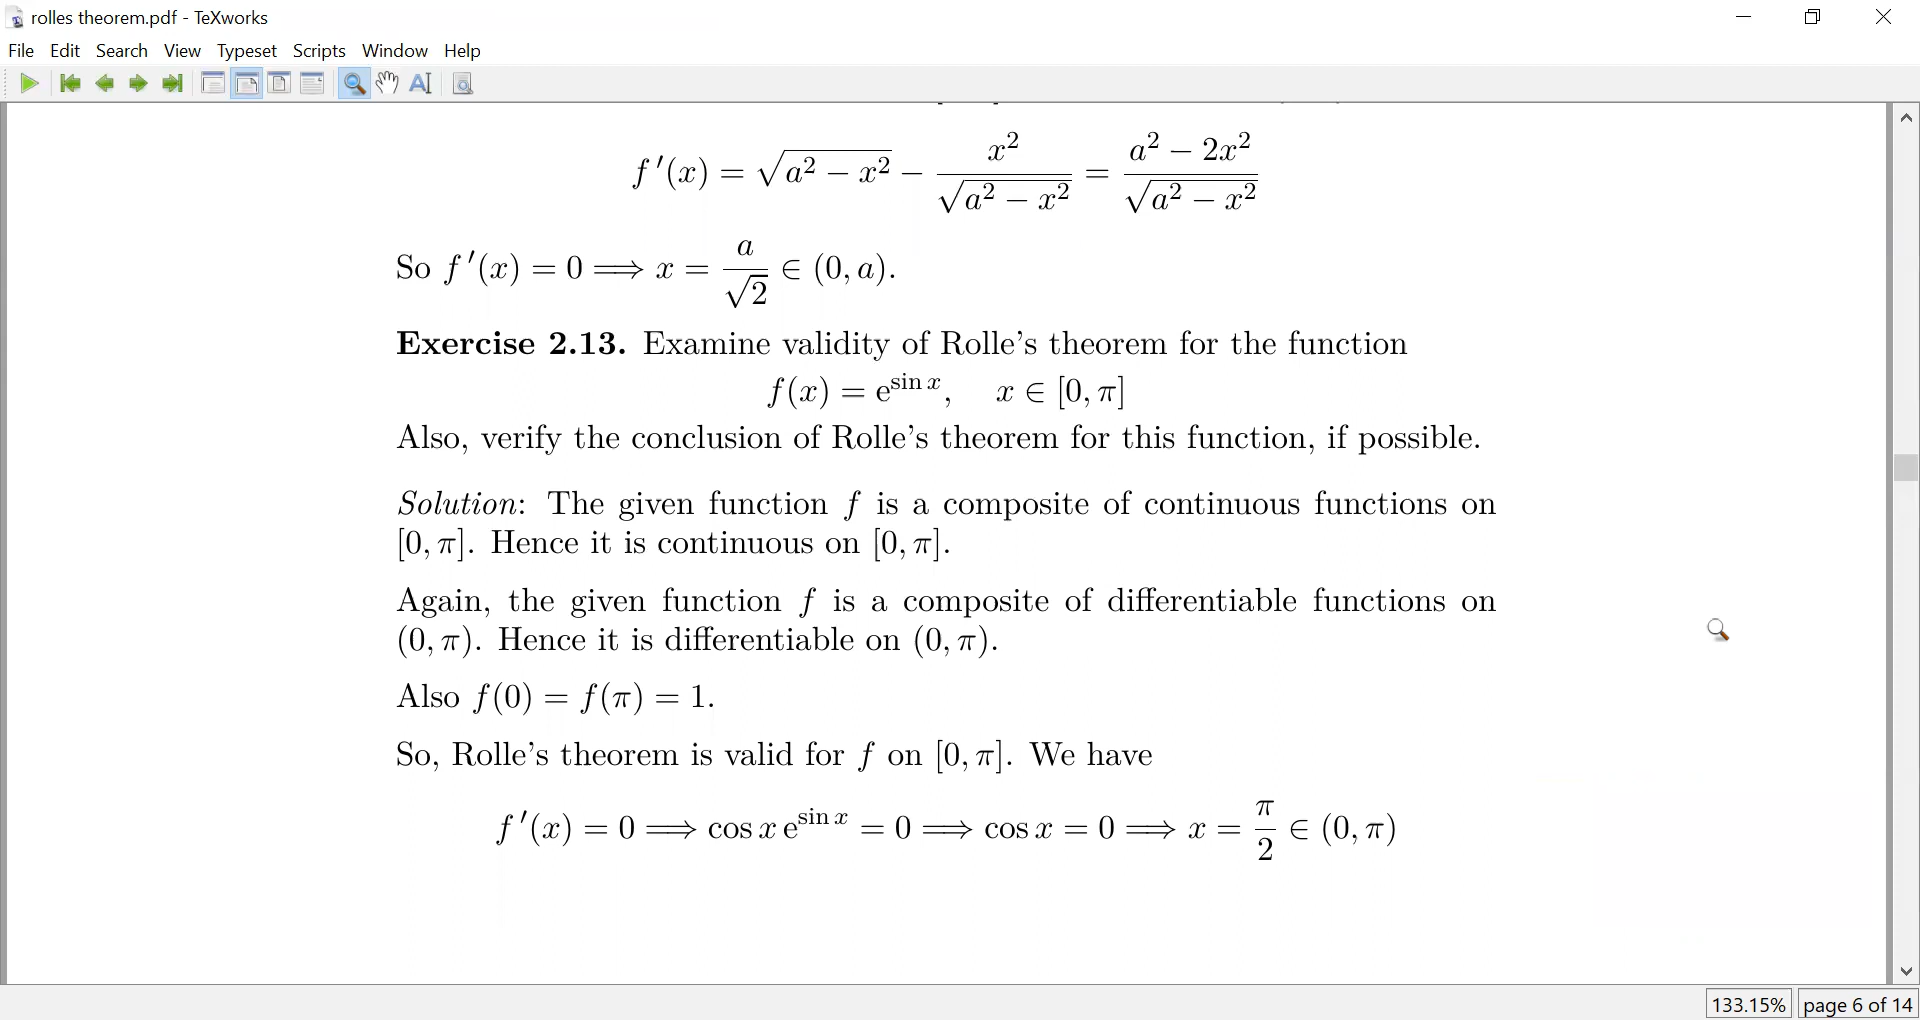 rolles theorem.pdf - TeXworks
File Edit Search View Typeset Scripts Window Help
f ′(x) = √(a² − x²) − x²/√(a² − x²) = (a² − 2x²)/√(a² − x²)
So f ′(x) = 0 ⟹ x = a/√2 ∈ (0, a).
Exercise 2.13. Examine validity of Rolle's theorem for the function
f(x) = e^{sin x}, x ∈ [0, π]
Also, verify the conclusion of Rolle's theorem for this function, if possible.
Solution: The given function f is a composite of continuous functions on
[0, π]. Hence it is continuous on [0, π].
Again, the given function f is a composite of differentiable functions on
(0, π). Hence it is differentiable on (0, π).
Also f(0) = f(π) = 1.
So, Rolle's theorem is valid for f on [0, π]. We have
f ′(x) = 0 ⟹ cos x e^{sin x} = 0 ⟹ cos x = 0 ⟹ x = π/2 ∈ (0, π)
133.15% page 6 of 14